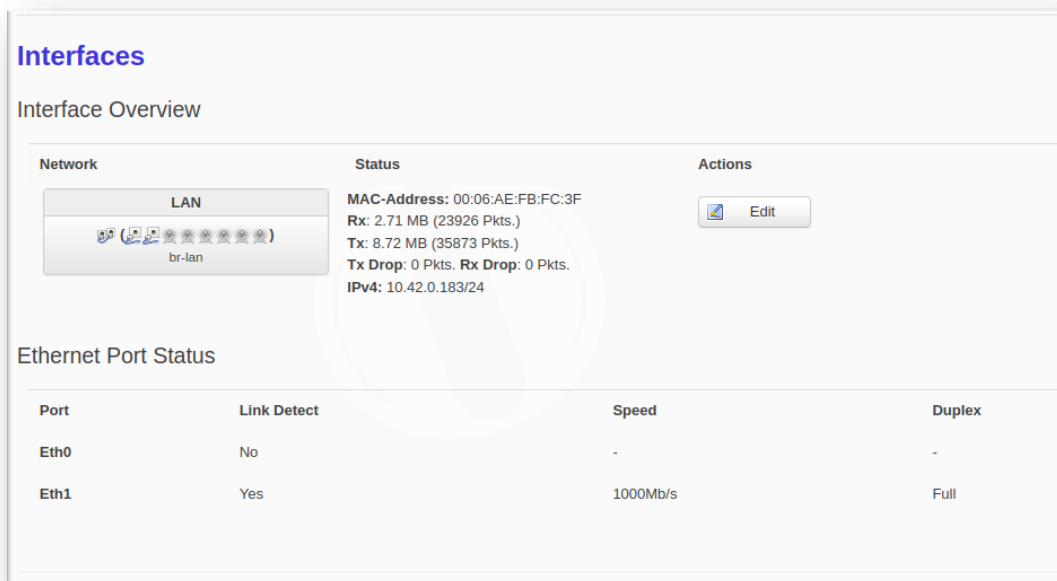 Interfaces
Interface Overview
Network Status Actions
LAN
MAC-Address: 00:06:AE:FB:FC:3F
Rx: 2.71 MB (23926 Pkts.)
Tx: 8.72 MB (35873 Pkts.)
Tx Drop: 0 Pkts. Rx Drop: 0 Pkts.
IPv4: 10.42.0.183/24
( )
br-lan
Edit
Ethernet Port Status
Port Link Detect Speed Duplex
Eth0 No - -
Eth1 Yes 1000Mb/s Full